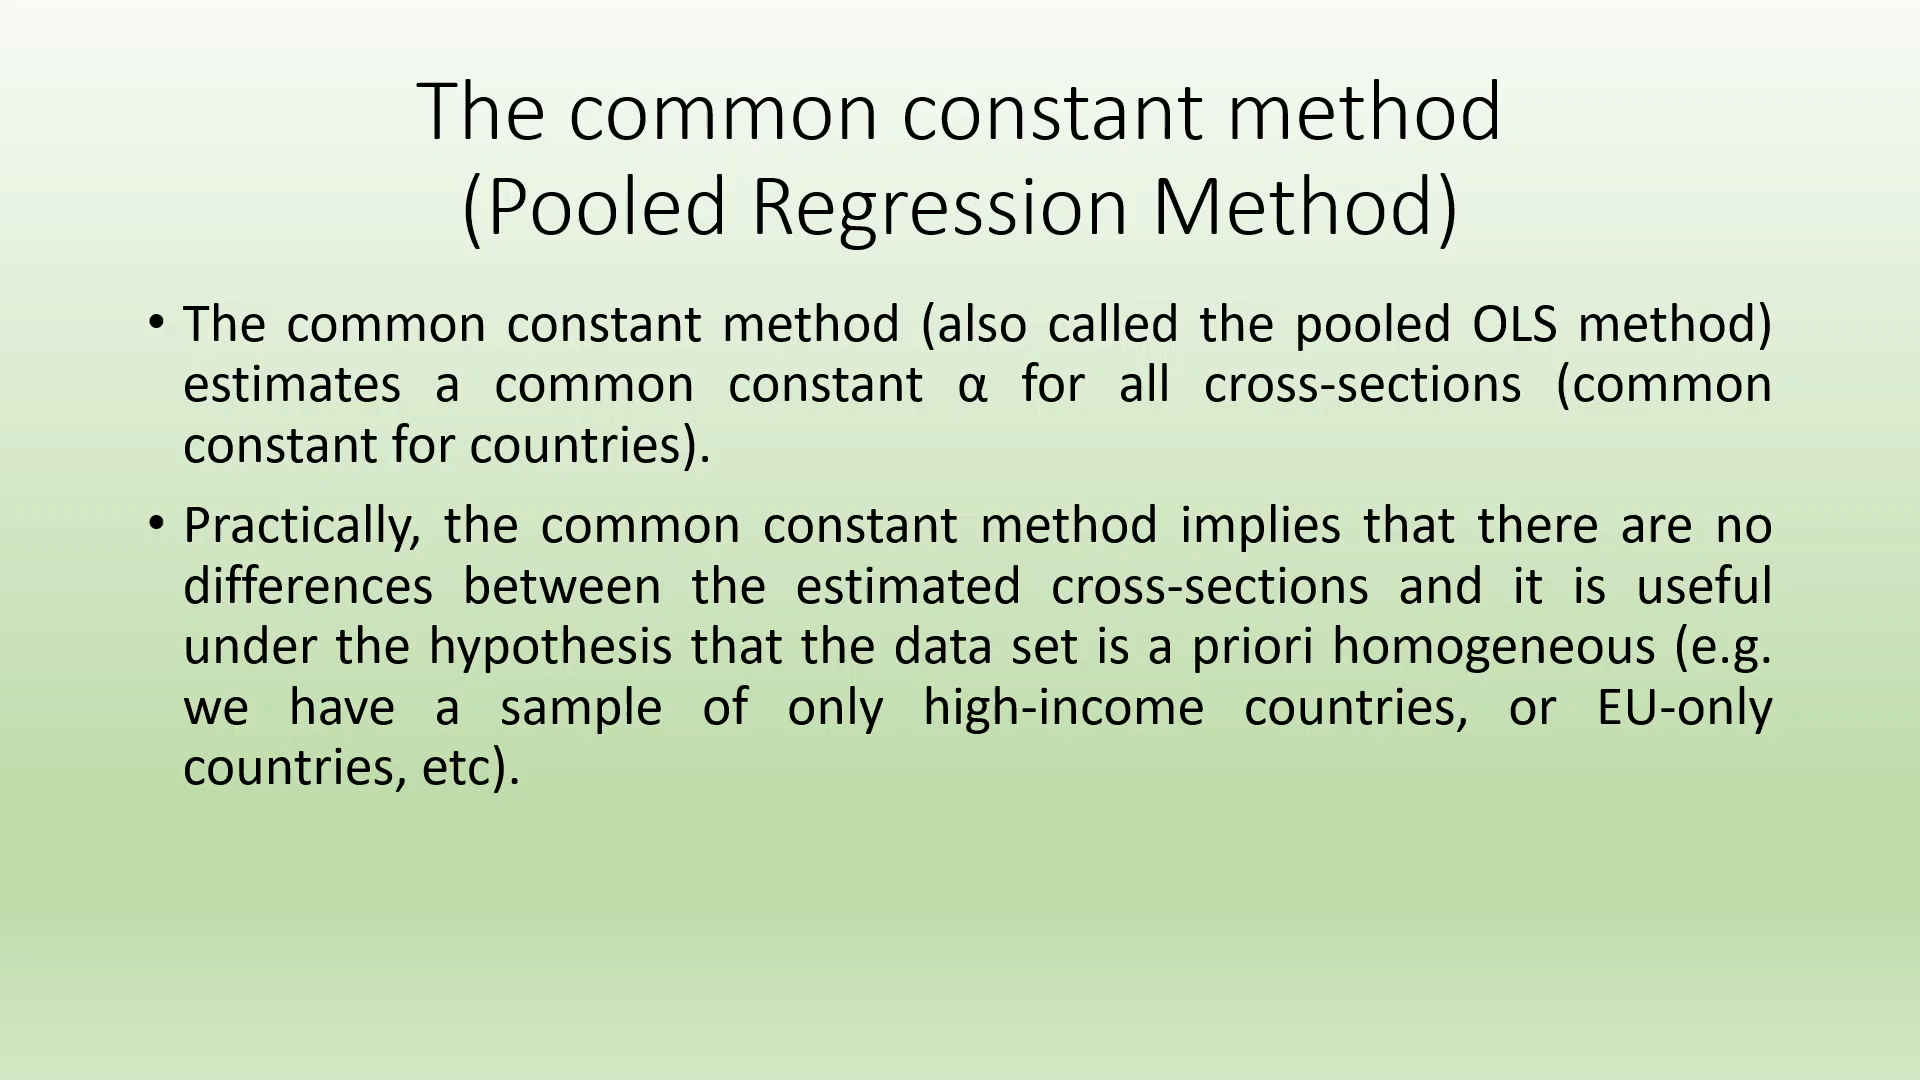 The common constant method
(Pooled Regression Method)
• The common constant method (also called the pooled OLS method)
estimates a common constant α for all cross-sections (common
constant for countries).
• Practically, the common constant method implies that there are no
differences between the estimated cross-sections and it is useful
under the hypothesis that the data set is a priori homogeneous (e.g.
we have a sample of only high-income countries, or EU-only
countries, etc).